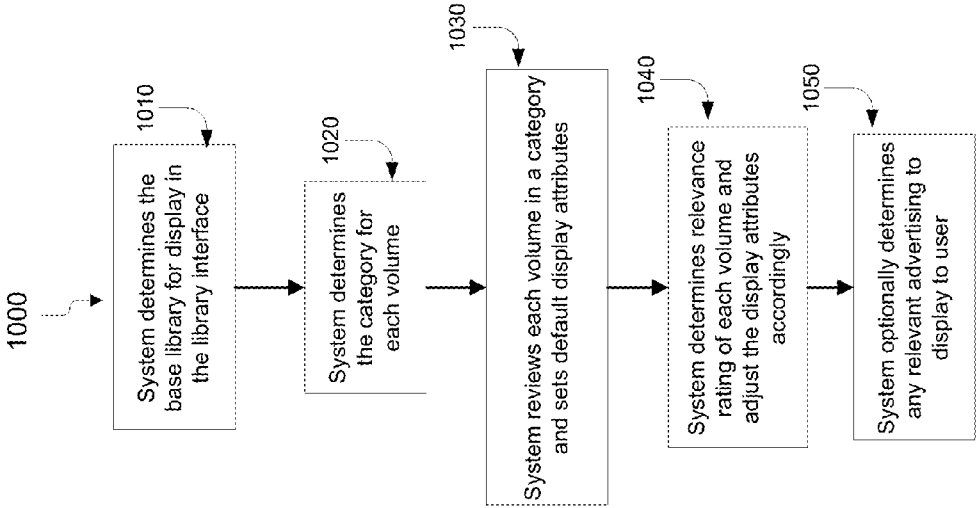 1000
1010
System determines the
base library for display in
the library interface
1020
System determines
the category for
each volume
1030
System reviews each volume in a category
and sets default display attributes
1040
System determines relevance
rating of each volume and
adjust the display attributes
accordingly
1050
System optionally determines
any relevant advertising to
display to user